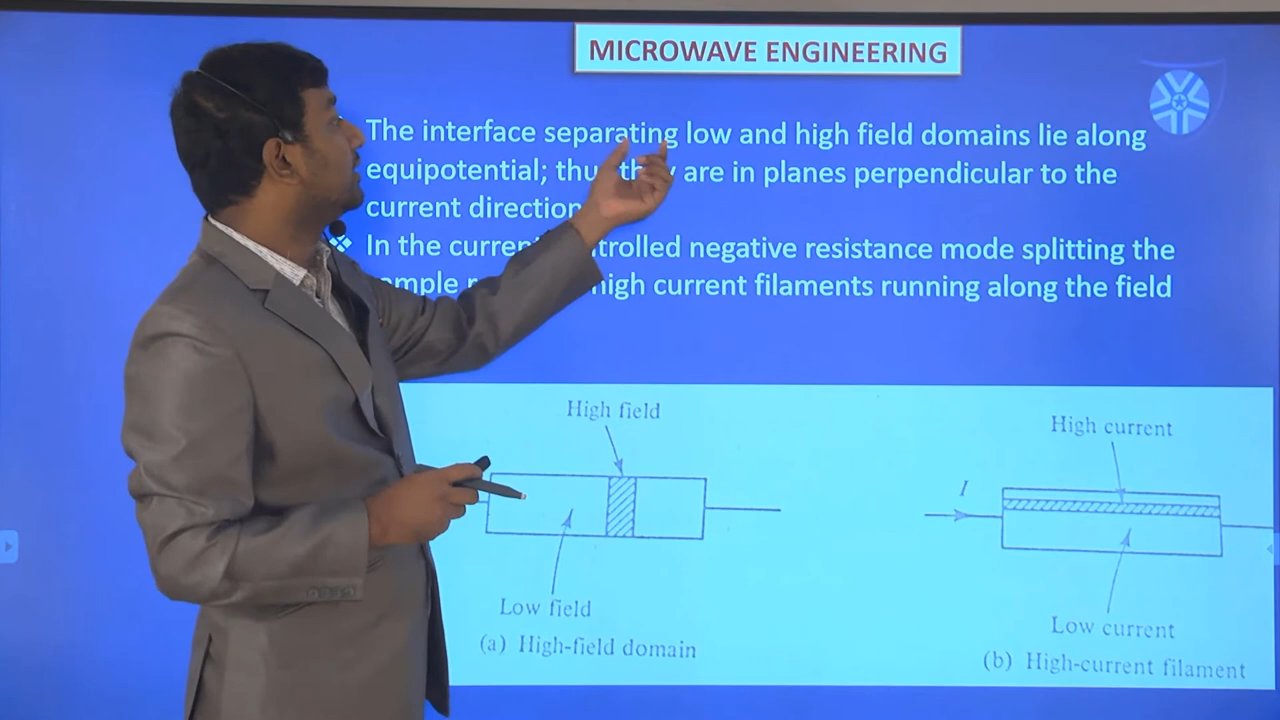 MICROWAVE ENGINEERING
The interface separating low and high field domains lie along
equipotential; are in planes perpendicular to the
current direction
In the negative resistance mode splitting the
high current filaments running along the field
High field
Low field
(a) High-field domain
High current
I
Low current
(b) High-current filament